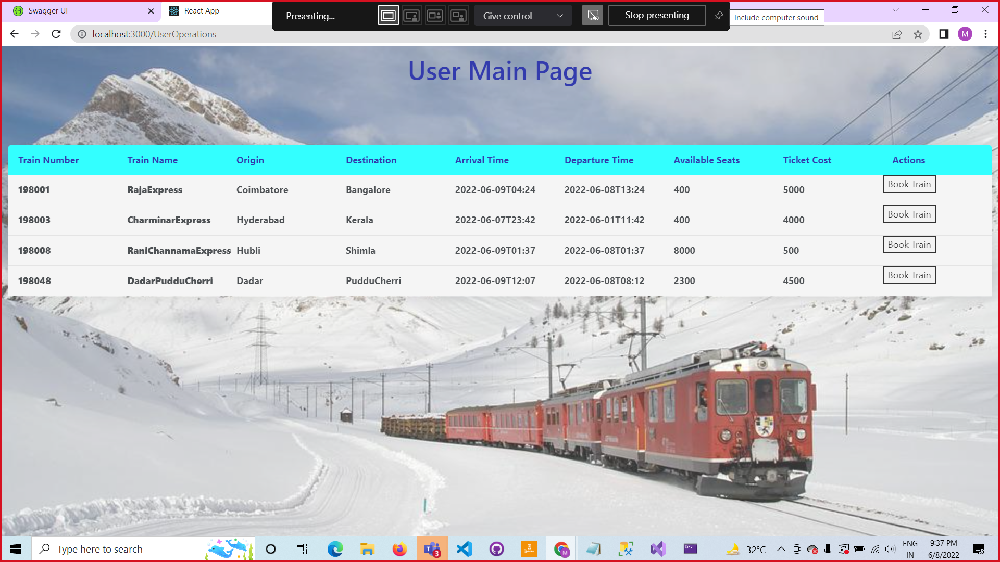 Swagger UI
React App
Presenting...
Give control
Stop presenting
Include computer sound
localhost:3000/UserOperations
M
User Main Page
Train Number Train Name Origin Destination Arrival Time Departure Time Available Seats Ticket Cost Actions
198001 RajaExpress Coimbatore Bangalore 2022-06-09T04:24 2022-06-08T13:24 400 5000 Book Train
198003 CharminarExpress Hyderabad Kerala 2022-06-07T23:42 2022-06-01T11:42 400 4000 Book Train
198008 RaniChannamaExpress Hubli Shimla 2022-06-09T01:37 2022-06-08T01:37 8000 500 Book Train
198048 DadarPudduCherri Dadar PudduCherri 2022-06-09T12:07 2022-06-08T08:12 2300 4500 Book Train
47
Type here to search
3
M
32°C
ENG
IN
9:37 PM
6/8/2022